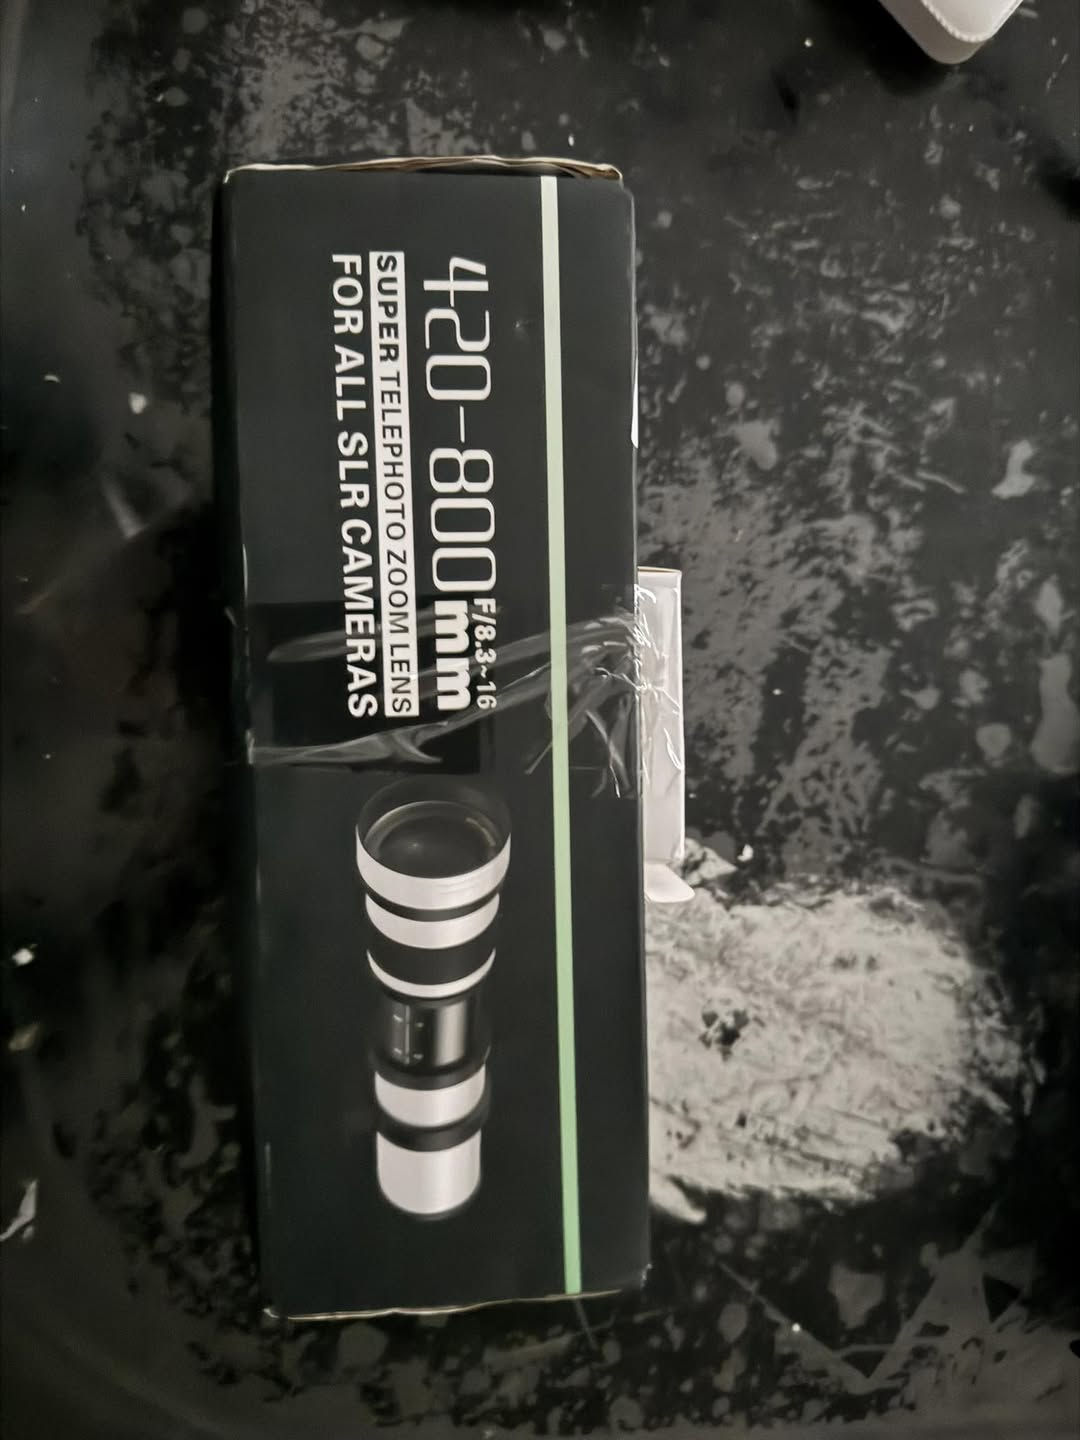 420-800mm F/8.3~16
SUPER TELEPHOTO ZOOM LENS
FOR ALL SLR CAMERAS